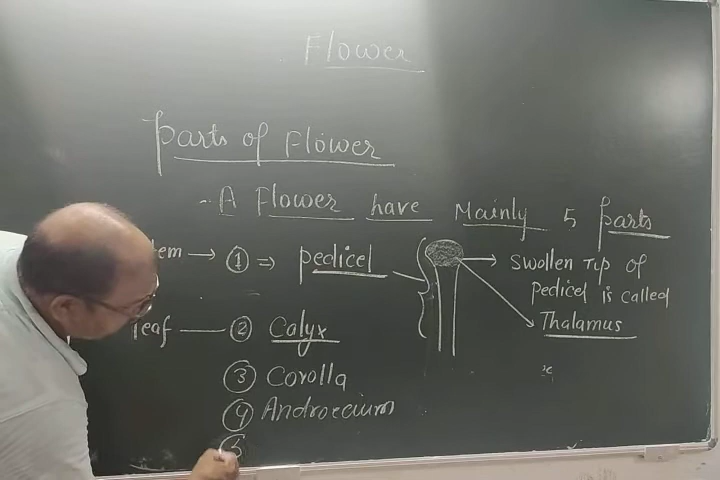 Flower
Parts of Flower
A Flower have Mainly 5 Parts
① ⇒ pedicel
Swollen Tip of
pedicel is called
Thalamus
leaf — ② Calyx
③ Corolla
④ Androecium
⑤